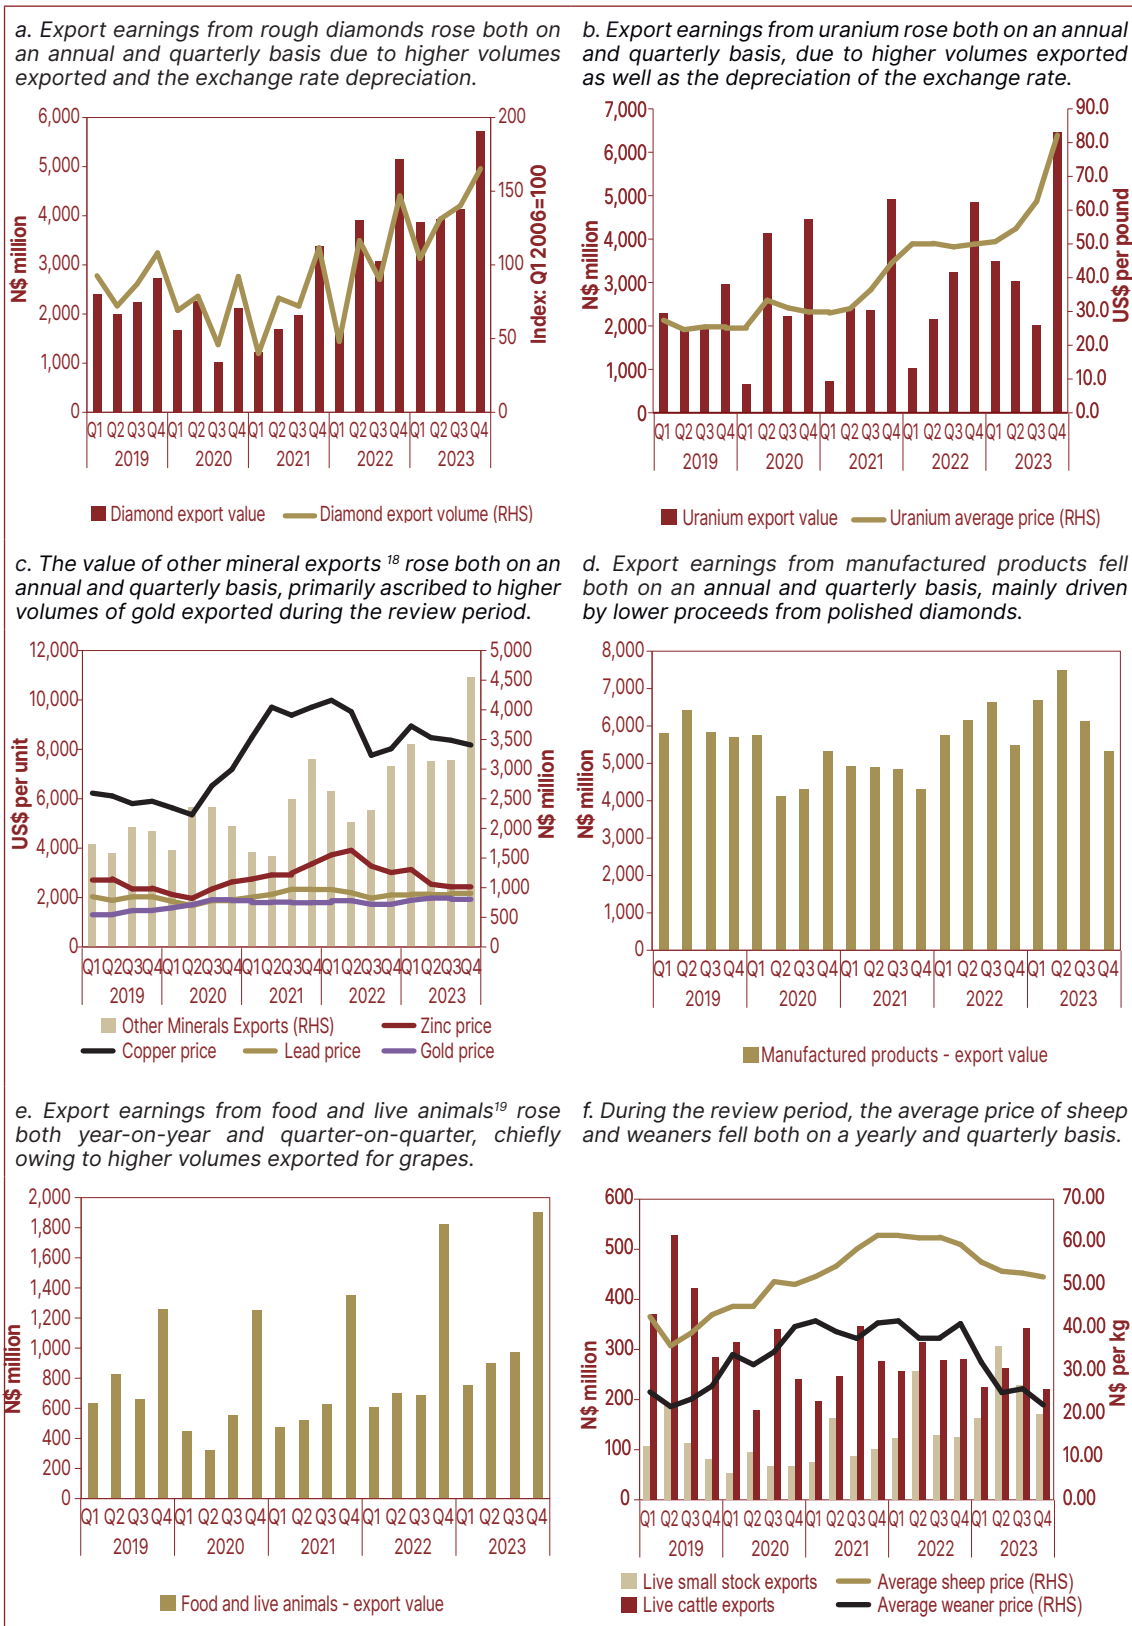 a. Export earnings from rough diamonds rose both on
an annual and quarterly basis due to higher volumes
exported and the exchange rate depreciation.
6,000
5,000
4,000
3,000
2,000
1,000
0
N$ million
200
150
100
50
0
Index: Q1 2006=100
Q1 Q2 Q3 Q4 Q1 Q2 Q3 Q4 Q1 Q2 Q3 Q4 Q1 Q2 Q3 Q4 Q1 Q2 Q3 Q4
2019 2020 2021 2022 2023
Diamond export value Diamond export volume (RHS)
b. Export earnings from uranium rose both on an annual
and quarterly basis, due to higher volumes exported
as well as the depreciation of the exchange rate.
7,000
6,000
5,000
4,000
3,000
2,000
1,000
0
N$ million
90.0
80.0
70.0
60.0
50.0
40.0
30.0
20.0
10.0
0.0
US$ per pound
Q1 Q2 Q3 Q4 Q1 Q2 Q3 Q4 Q1 Q2 Q3 Q4 Q1 Q2 Q3 Q4 Q1 Q2 Q3 Q4
2019 2020 2021 2022 2023
Uranium export value Uranium average price (RHS)
c. The value of other mineral exports 18 rose both on an
annual and quarterly basis, primarily ascribed to higher
volumes of gold exported during the review period.
12,000
10,000
8,000
6,000
4,000
2,000
0
US$ per unit
5,000
4,500
4,000
3,500
3,000
2,500
2,000
1,500
1,000
500
0
N$ million
Q1 Q2 Q3 Q4 Q1 Q2 Q3 Q4 Q1 Q2 Q3 Q4 Q1 Q2 Q3 Q4 Q1 Q2 Q3 Q4
2019 2020 2021 2022 2023
Other Minerals Exports (RHS) Zinc price
Copper price Lead price Gold price
d. Export earnings from manufactured products fell
both on an annual and quarterly basis, mainly driven
by lower proceeds from polished diamonds.
8,000
7,000
6,000
5,000
4,000
3,000
2,000
1,000
0
N$ million
Q1 Q2 Q3 Q4 Q1 Q2 Q3 Q4 Q1 Q2 Q3 Q4 Q1 Q2 Q3 Q4 Q1 Q2 Q3 Q4
2019 2020 2021 2022 2023
Manufactured products - export value
e. Export earnings from food and live animals19 rose
both year-on-year and quarter-on-quarter, chiefly
owing to higher volumes exported for grapes.
2,000
1,800
1,600
1,400
1,200
1,000
800
600
400
200
0
N$ million
Q1 Q2 Q3 Q4 Q1 Q2 Q3 Q4 Q1 Q2 Q3 Q4 Q1 Q2 Q3 Q4 Q1 Q2 Q3 Q4
2019 2020 2021 2022 2023
Food and live animals - export value
f. During the review period, the average price of sheep
and weaners fell both on a yearly and quarterly basis.
600
500
400
300
200
100
0
N$ million
70.00
60.00
50.00
40.00
30.00
20.00
10.00
0.00
N$ per kg
Q1 Q2 Q3 Q4 Q1 Q2 Q3 Q4 Q1 Q2 Q3 Q4 Q1 Q2 Q3 Q4 Q1 Q2 Q3 Q4
2019 2020 2021 2022 2023
Live small stock exports Average sheep price (RHS)
Live cattle exports Average weaner price (RHS)